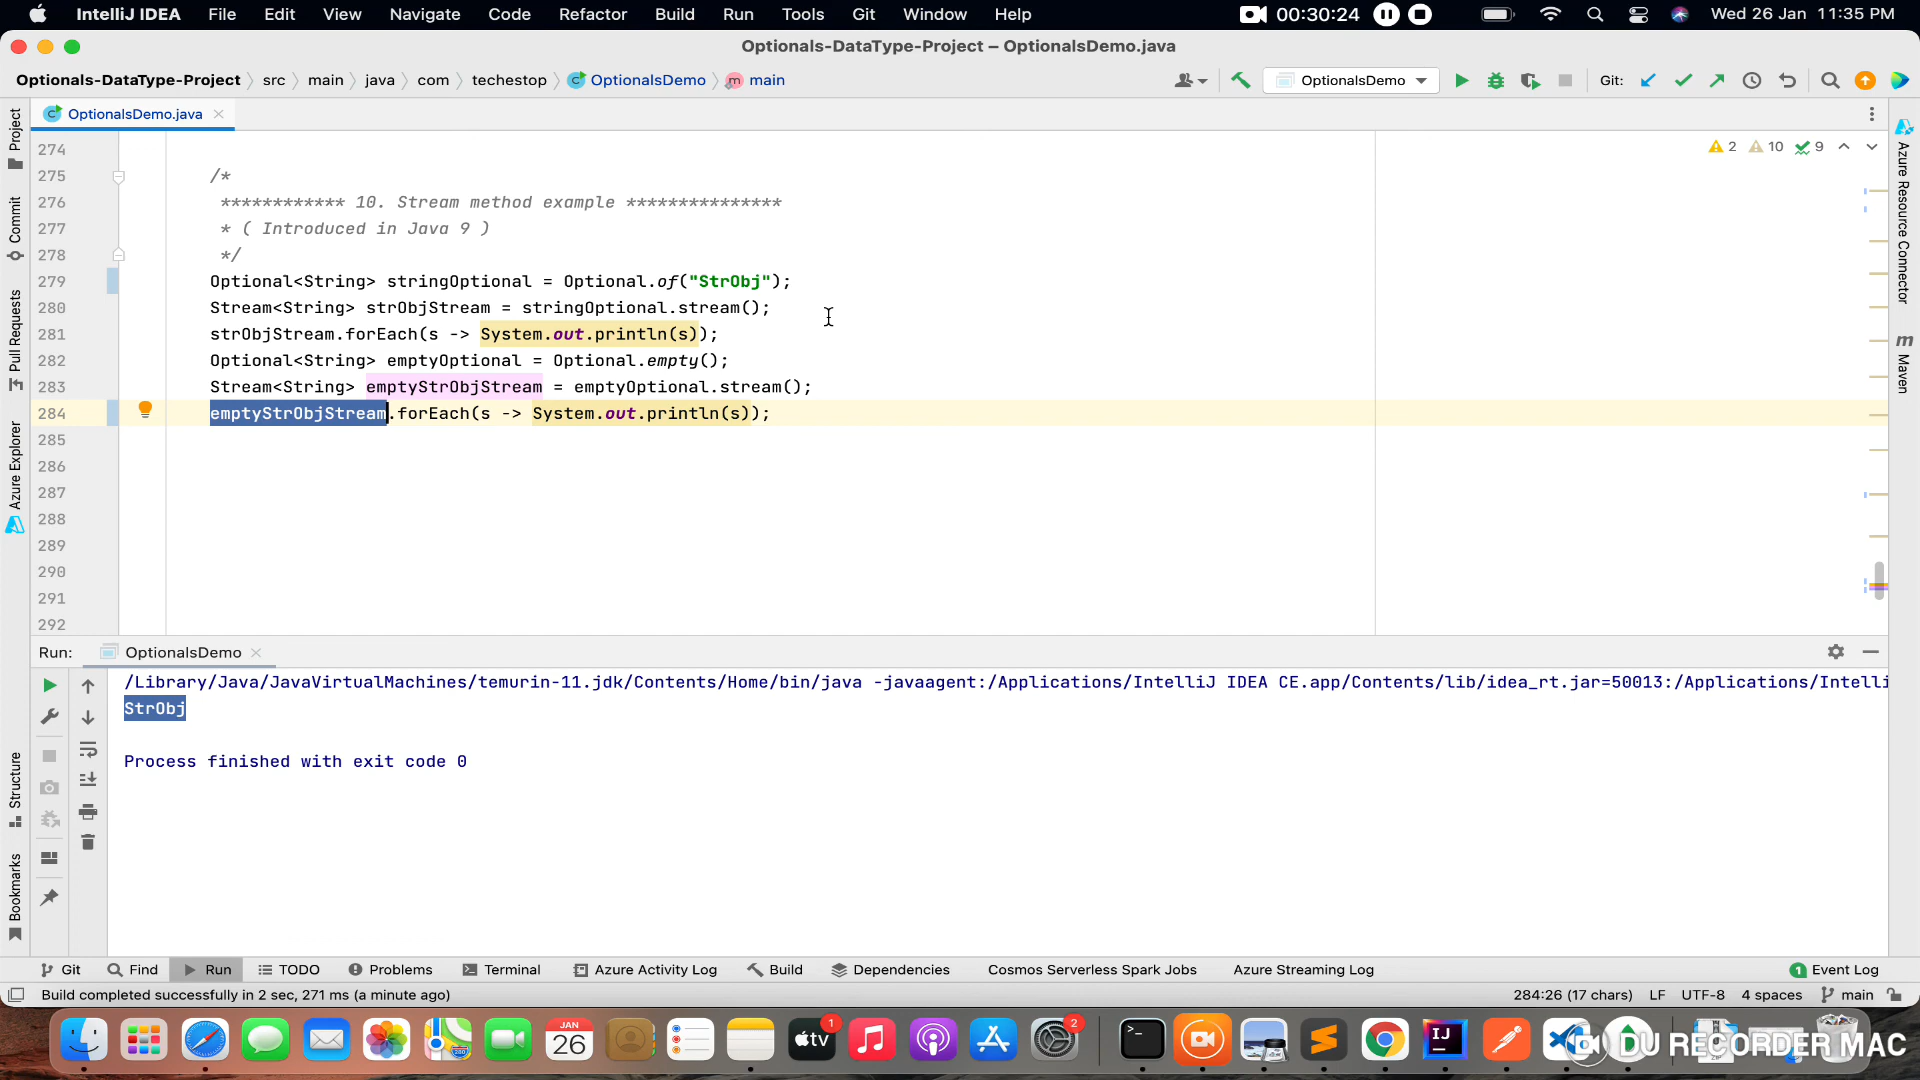 IntelliJ IDEA File Edit View Navigate Code Refactor Build Run Tools Git Window Help 00:30:24 Wed 26 Jan 11:35 PM
Optionals-DataType-Project – OptionalsDemo.java
Optionals-DataType-Project src main java com techestop OptionalsDemo main OptionalsDemo Git:
OptionalsDemo.java
2 10 9
274
275 /*
276 ************ 10. Stream method example ***************
277 * ( Introduced in Java 9 )
278 */
279 Optional<String> stringOptional = Optional.of("StrObj");
280 Stream<String> strObjStream = stringOptional.stream();
281 strObjStream.forEach(s -> System.out.println(s));
282 Optional<String> emptyOptional = Optional.empty();
283 Stream<String> emptyStrObjStream = emptyOptional.stream();
284 emptyStrObjStream.forEach(s -> System.out.println(s));
285
286
287
288
289
290
291
292
Project
Commit
Pull Requests
Azure Explorer
Structure
Bookmarks
Azure Resource Connector
Maven
Run: OptionalsDemo
/Library/Java/JavaVirtualMachines/temurin-11.jdk/Contents/Home/bin/java -javaagent:/Applications/IntelliJ IDEA CE.app/Contents/lib/idea_rt.jar=50013:/Applications/Intelli
StrObj
Process finished with exit code 0
Git Find Run TODO Problems Terminal Azure Activity Log Build Dependencies Cosmos Serverless Spark Jobs Azure Streaming Log 1 Event Log
Build completed successfully in 2 sec, 271 ms (a minute ago) 284:26 (17 chars) LF UTF-8 4 spaces main
JAN
26
tv
1
2
IJ
DU RECORDER MAC